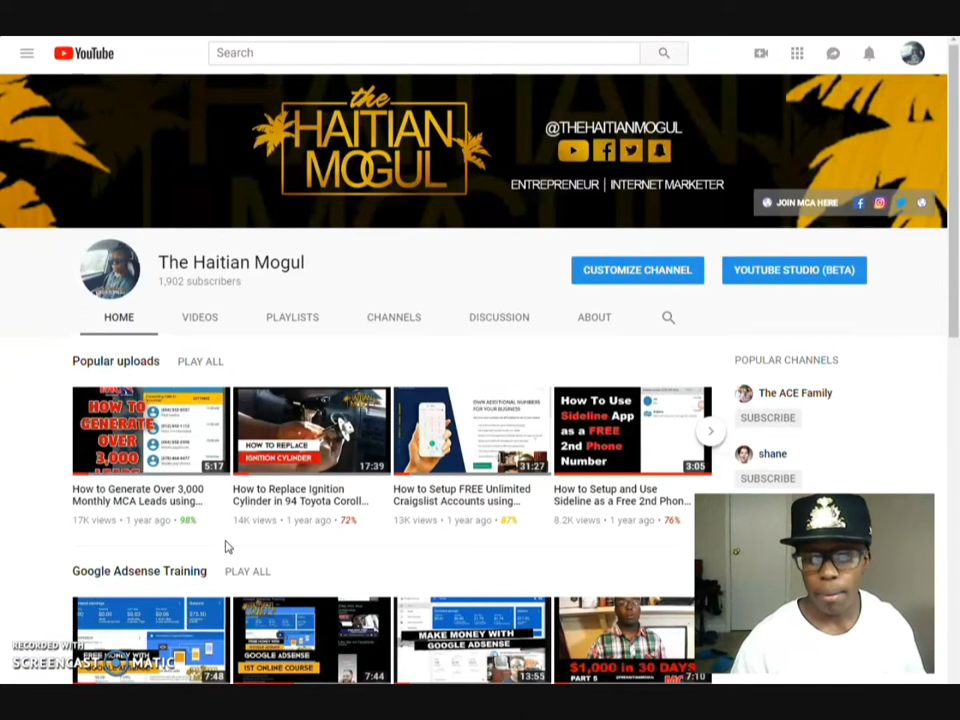 YouTube
Search
the
HAITIAN
MOGUL
@THEHAITIANMOGUL
ENTREPRENEUR | INTERNET MARKETER
JOIN MCA HERE
The Haitian Mogul
1,902 subscribers
CUSTOMIZE CHANNEL
YOUTUBE STUDIO (BETA)
HOME VIDEOS PLAYLISTS CHANNELS DISCUSSION ABOUT
Popular uploads PLAY ALL
POPULAR CHANNELS
The ACE Family
SUBSCRIBE
shane
SUBSCRIBE
HOW TO
GENERATE
OVER
3,000
5:17
HOW TO REPLACE
IGNITION CYLINDER
17:39
OWN ADDITIONAL NUMBERS
FOR YOUR BUSINESS
31:27
How To Use
Sideline App
as a FREE
2nd Phone
Number
3:05
How to Generate Over 3,000
Monthly MCA Leads using...
17K views • 1 year ago • 98%
How to Replace Ignition
Cylinder in 94 Toyota Coroll...
14K views • 1 year ago • 72%
How to Setup FREE Unlimited
Craigslist Accounts using...
13K views • 1 year ago • 87%
How to Setup and Use
Sideline as a Free 2nd Phon...
8.2K views • 1 year ago • 76%
Google Adsense Training PLAY ALL
7:48
GOOGLE ADSENSE
1ST ONLINE COURSE
7:44
MAKE MONEY WITH
GOOGLE ADSENSE
13:55
$1,000 in 30 DAYS
PART 5
7:10
RECORDED WITH
SCREENCAST MATIC